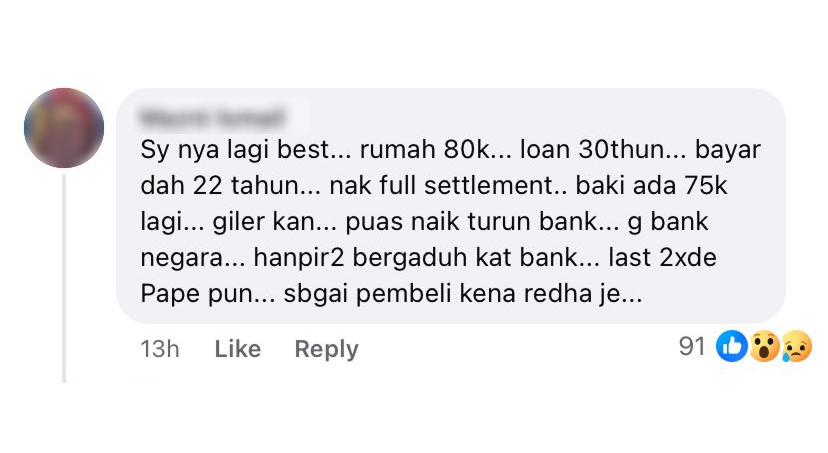 Sy nya lagi best... rumah 80k... loan 30thun... bayar
dah 22 tahun... nak full settlement.. baki ada 75k
lagi... giler kan... puas naik turun bank... g bank
negara... hanpir2 bergaduh kat bank... last 2xde
Pape pun... sbgai pembeli kena redha je...
13h Like Reply 91